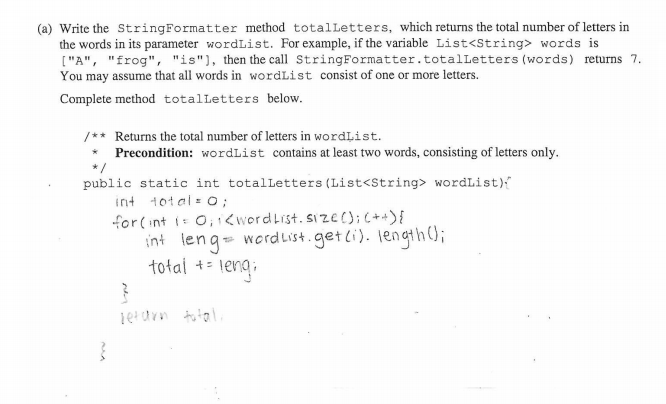 (a) Write the StringFormatter method totalLetters, which returns the total number of letters in
the words in its parameter wordList. For example, if the variable List<String> words is
["A", "frog", "is"], then the call StringFormatter.totalLetters(words) returns 7.
You may assume that all words in wordList consist of one or more letters.
Complete method totalLetters below.
/** Returns the total number of letters in wordList.
* Precondition: wordList contains at least two words, consisting of letters only.
*/
public static int totalLetters(List<String> wordList){
int total = 0;
for(int i = 0; i<wordList.size(); i++){
int leng = wordList.get(i).length();
total += leng;
}
return total.
}